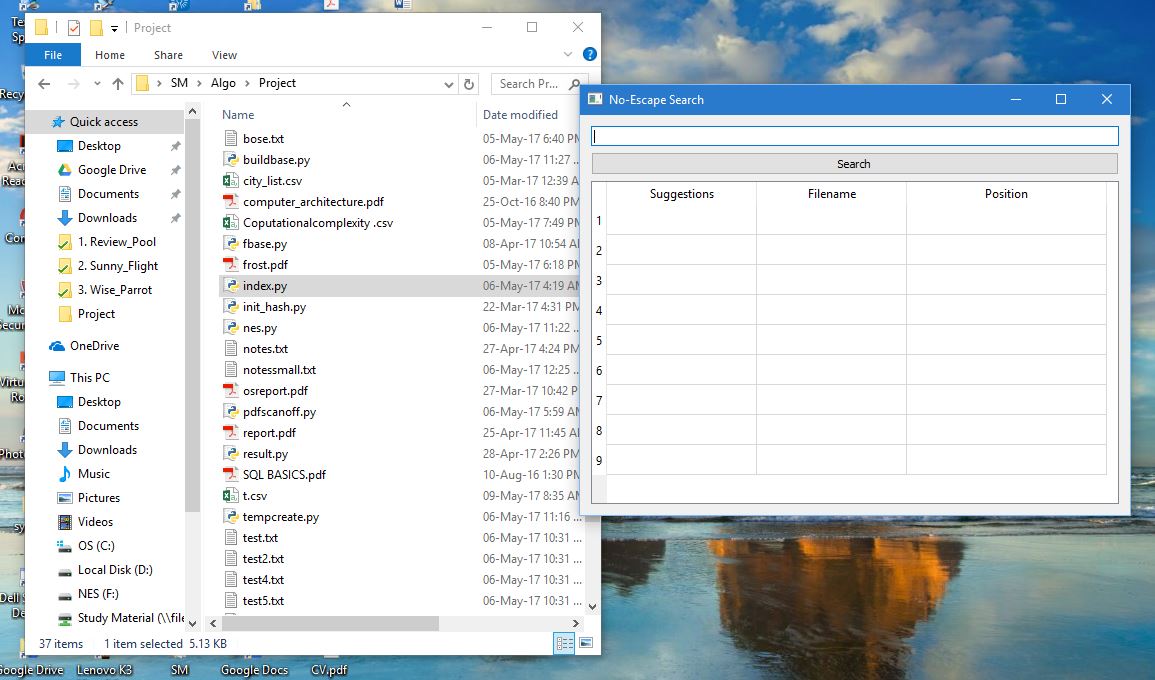 Project
File Home Share View
SM Algo Project
Search Pr...
Name Date modified
Quick access
Desktop
Google Drive
Documents
Downloads
1. Review_Pool
2. Sunny_Flight
3. Wise_Parrot
Project
OneDrive
This PC
Desktop
Documents
Downloads
Music
Pictures
Videos
OS (C:)
Local Disk (D:)
NES (F:)
Study Material (\\file
bose.txt 05-May-17 6:40 PM
buildbase.py 06-May-17 11:27 ...
city_list.csv 05-Mar-17 12:39 A
computer_architecture.pdf 25-Oct-16 8:40 PM
Coputationalcomplexity .csv 05-May-17 7:49 PM
fbase.py 08-Apr-17 10:54 A
frost.pdf 05-May-17 6:18 PM
index.py 06-May-17 4:19 AM
init_hash.py 22-Mar-17 4:31 PM
nes.py 06-May-17 11:22 ...
notes.txt 27-Apr-17 4:24 PM
notessmall.txt 06-May-17 12:25 ...
osreport.pdf 27-Mar-17 10:42 P
pdfscanoff.py 06-May-17 5:59 AM
report.pdf 25-Apr-17 11:45 A
result.py 28-Apr-17 2:26 PM
SQL BASICS.pdf 10-Aug-16 1:30 PM
t.csv 09-May-17 8:35 AM
tempcreate.py 06-May-17 11:16 ...
test.txt 06-May-17 10:31 ...
test2.txt 06-May-17 10:31 ...
test4.txt 06-May-17 10:31 ...
test5.txt 06-May-17 10:31 ...
37 items 1 item selected 5.13 KB
No-Escape Search
Search
Suggestions Filename Position
1
2
3
4
5
6
7
8
9
Google Drive Lenovo K3 SM Google Docs CV.pdf